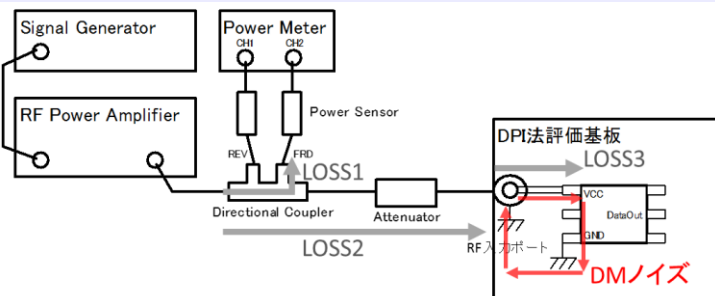 Signal Generator
Power Meter
CH1
CH2
RF Power Amplifier
Power Sensor
REV
FRD
LOSS1
Directional Coupler
Attenuator
LOSS2
DPI法評価基板
LOSS3
VCC
DataOut
GND
RF入力ポート
DMノイズ